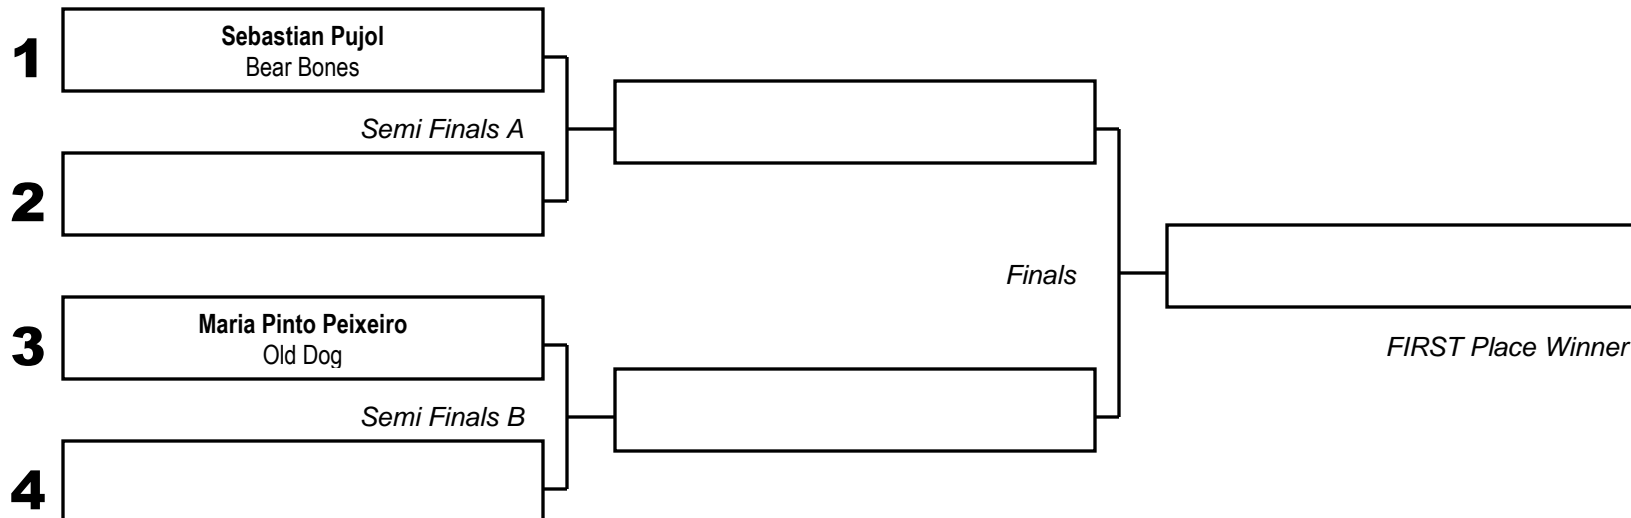 1
Sebastian Pujol
Bear Bones
Semi Finals A
2
Finals
3
Maria Pinto Peixeiro
Old Dog
FIRST Place Winner
Semi Finals B
4